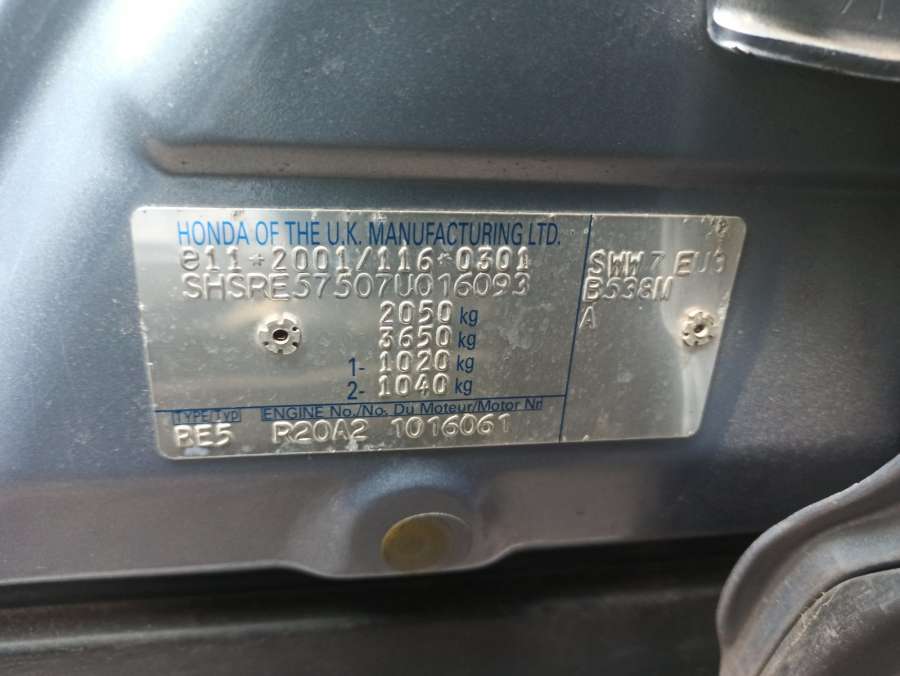 HONDA OF THE U.K. MANUFACTURING LTD.
e11*2001/116*0301
SHSRE57507U016093
2050 kg
3650 kg
1- 1020 kg
2- 1040 kg
TYPE/TYP ENGINE No./No. Du Moteur/Motor Nr
RE5 R20A2 1016061
SWW7 EU9
B538M
A